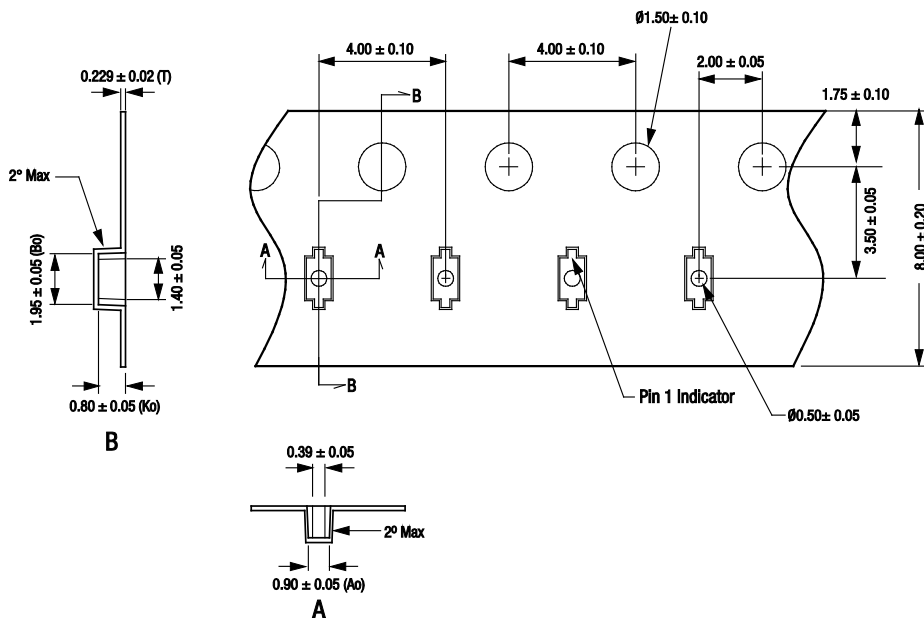 Ø1.50± 0.10
4.00 ± 0.10
4.00 ± 0.10
2.00 ± 0.05
0.229 ± 0.02 (T)
B
1.75 ± 0.10
2º Max
3.50 ± 0.05
8.00 ± 0.20
A
A
1.95 ± 0.05 (Bo)
1.40 ± 0.05
B
Pin 1 Indicator
0.80 ± 0.05 (Ko)
Ø0.50± 0.05
B
0.39 ± 0.05
2º Max
0.90 ± 0.05 (Ao)
A